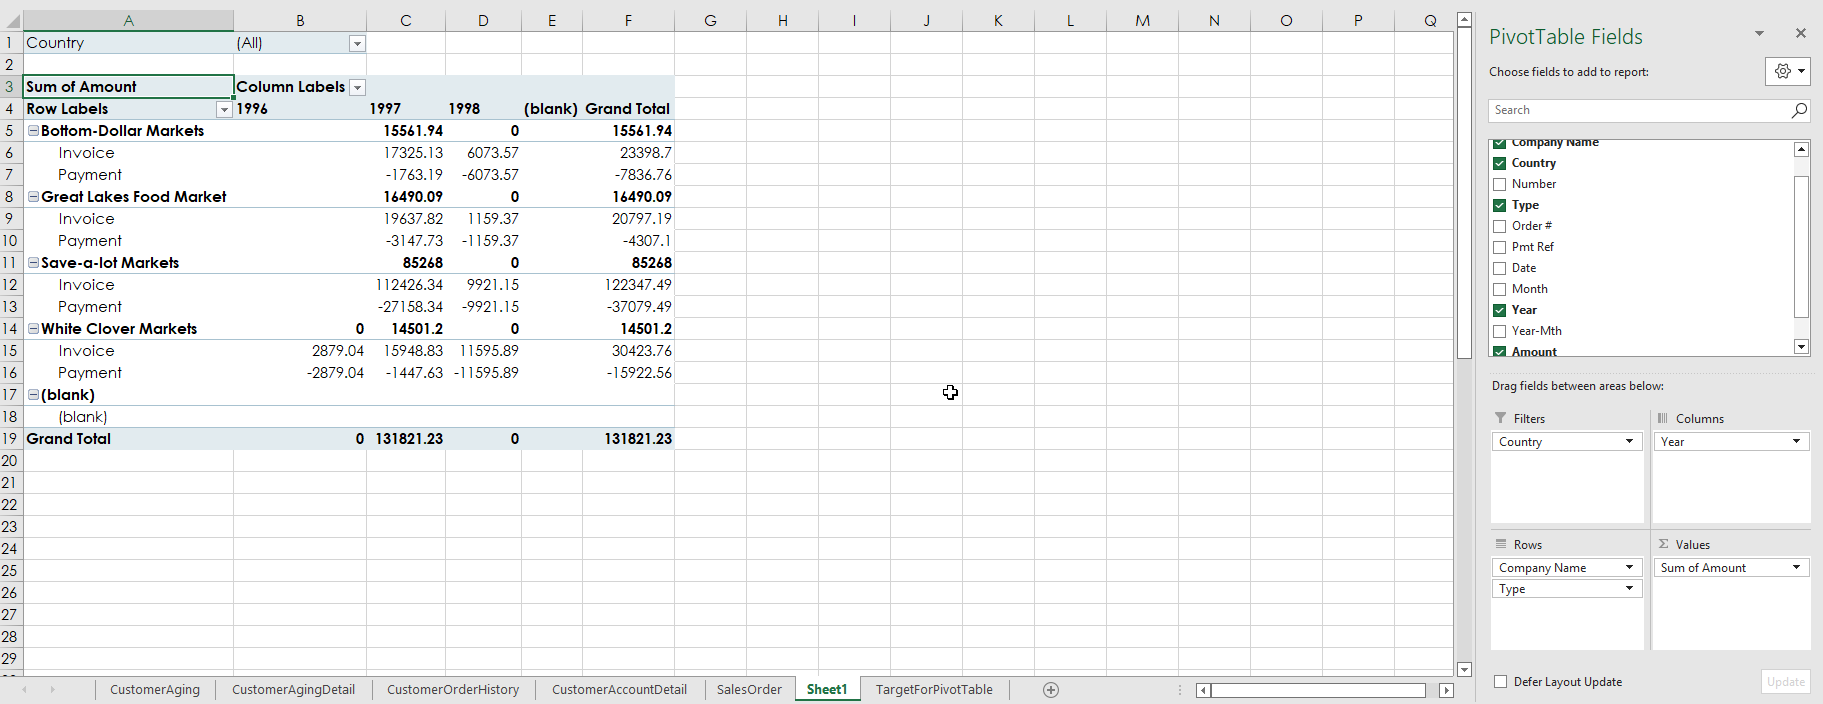 A B C D E F G H I J K L M N O P Q
1 Country (All)
2
3 Sum of Amount Column Labels
4 Row Labels 1996 1997 1998 (blank) Grand Total
5 Bottom-Dollar Markets 15561.94 0 15561.94
6 Invoice 17325.13 6073.57 23398.7
7 Payment -1763.19 -6073.57 -7836.76
8 Great Lakes Food Market 16490.09 0 16490.09
9 Invoice 19637.82 1159.37 20797.19
10 Payment -3147.73 -1159.37 -4307.1
11 Save-a-lot Markets 85268 0 85268
12 Invoice 112426.34 9921.15 122347.49
13 Payment -27158.34 -9921.15 -37079.49
14 White Clover Markets 0 14501.2 0 14501.2
15 Invoice 2879.04 15948.83 11595.89 30423.76
16 Payment -2879.04 -1447.63 -11595.89 -15922.56
17 (blank)
18 (blank)
19 Grand Total 0 131821.23 0 131821.23
20
21
22
23
24
25
26
27
28
29
CustomerAging CustomerAgingDetail CustomerOrderHistory CustomerAccountDetail SalesOrder Sheet1 TargetForPivotTable
PivotTable Fields
Choose fields to add to report:
Search
Company Name
Country
Number
Type
Order #
Pmt Ref
Date
Month
Year
Year-Mth
Amount
Drag fields between areas below:
Filters
Country
Columns
Year
Rows
Company Name
Type
Σ Values
Sum of Amount
Defer Layout Update
Update